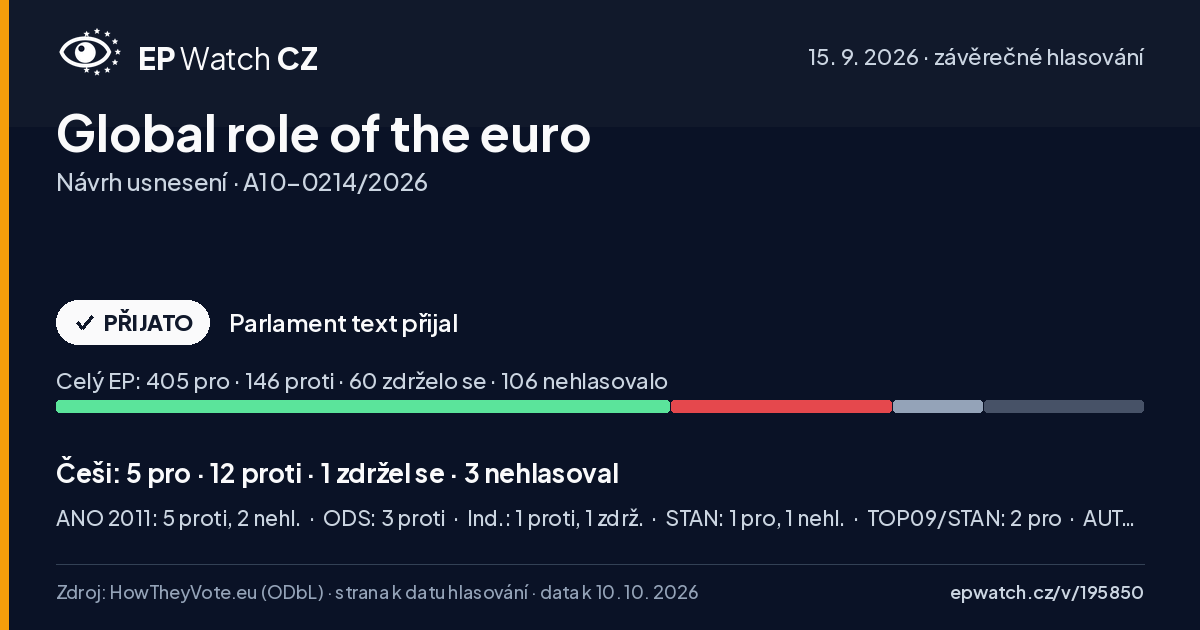 EP Watch CZ
15. 9. 2026 · závěrečné hlasování
Global role of the euro
Návrh usnesení · A10–0214/2026
✓ PŘIJATO Parlament text přijal
Celý EP: 405 pro · 146 proti · 60 zdrželo se · 106 nehlasovalo
Češi: 5 pro · 12 proti · 1 zdržel se · 3 nehlasoval
ANO 2011: 5 proti, 2 nehl. · ODS: 3 proti · Ind.: 1 proti, 1 zdrž. · STAN: 1 pro, 1 nehl. · TOP09/STAN: 2 pro · AUT…
Zdroj: HowTheyVote.eu (ODbL) · strana k datu hlasování · data k 10. 10. 2026
epwatch.cz/v/195850